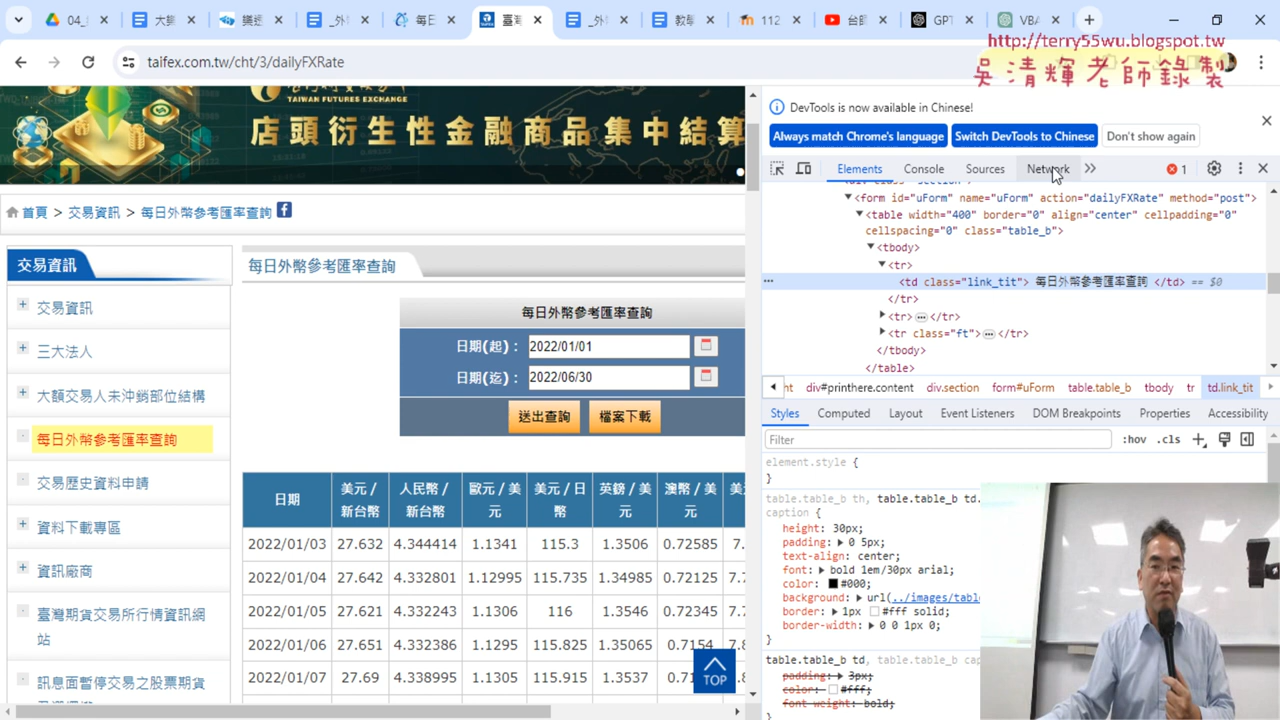 04_
大
樂透
_外
每日
臺灣
_外
教學
112
台師
GPT
VBA
http://terry55wu.blogspot.tw
吳清輝老師錄製
taifex.com.tw/cht/3/dailyFXRate
TAIWAN FUTURES EXCHANGE
店頭衍生性金融商品集中結算
DevTools is now available in Chinese!
Always match Chrome's language
Switch DevTools to Chinese
Don't show again
Elements
Console
Sources
Network
1
首頁 > 交易資訊 > 每日外幣參考匯率查詢
交易資訊
交易資訊
三大法人
大額交易人未沖銷部位結構
每日外幣參考匯率查詢
交易歷史資料申請
資料下載專區
資訊廠商
臺灣期貨交易所行情資訊網
站
訊息面暫停交易之股票期貨
每日外幣參考匯率查詢
每日外幣參考匯率查詢
日期(起)： 2022/01/01
日期(迄)： 2022/06/30
送出查詢 檔案下載
日期 美元／新台幣 人民幣／新台幣 歐元／美元 美元／日幣 英鎊／美元 澳幣／美元 美
2022/01/03 27.632 4.344414 1.1341 115.3 1.3506 0.72585 7.
2022/01/04 27.642 4.332801 1.12995 115.735 1.34985 0.72125 7.7
2022/01/05 27.621 4.332243 1.1306 116 1.3546 0.72345 7.7
2022/01/06 27.651 4.332386 1.1295 115.825 1.35065 0.7154 7.8
2022/01/07 27.69 4.338995 1.1305 115.915 1.3537
TOP
<form id="uForm" name="uForm" action="dailyFXRate" method="post">
<table width="400" border="0" align="center" cellpadding="0"
cellspacing="0" class="table_b">
<tbody>
<tr>
<td class="link_tit"> 每日外幣參考匯率查詢 </td> == $0
</tr>
<tr> … </tr>
<tr class="ft"> … </tr>
</tbody>
</table>
nt div#printhere.content div.section form#uForm table.table_b tbody tr td.link_tit
Styles Computed Layout Event Listeners DOM Breakpoints Properties Accessibility
Filter
:hov .cls
element.style {
}
table.table_b th, table.table_b td.
caption {
height: 30px;
padding: 0 5px;
text-align: center;
font: bold 1em/30px arial;
color: #000;
background: url(../images/tabl
border: 1px #fff solid;
border-width: 0 0 1px 0;
}
table.table_b td, table.table_b cap
padding: 3px;
color: #fff;
font-weight: bold;